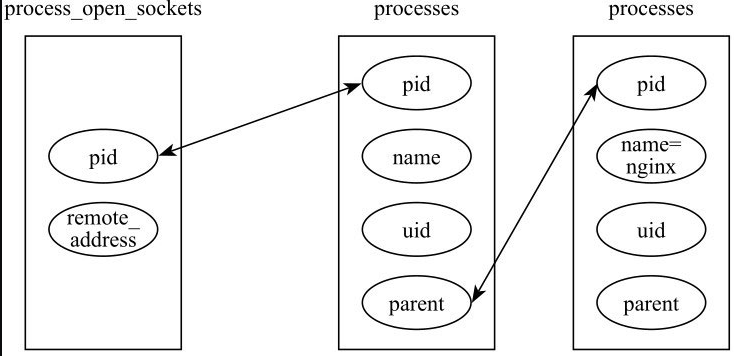 process_open_sockets
pid
remote_
address
processes
pid
name
uid
parent
processes
pid
name=
nginx
uid
parent